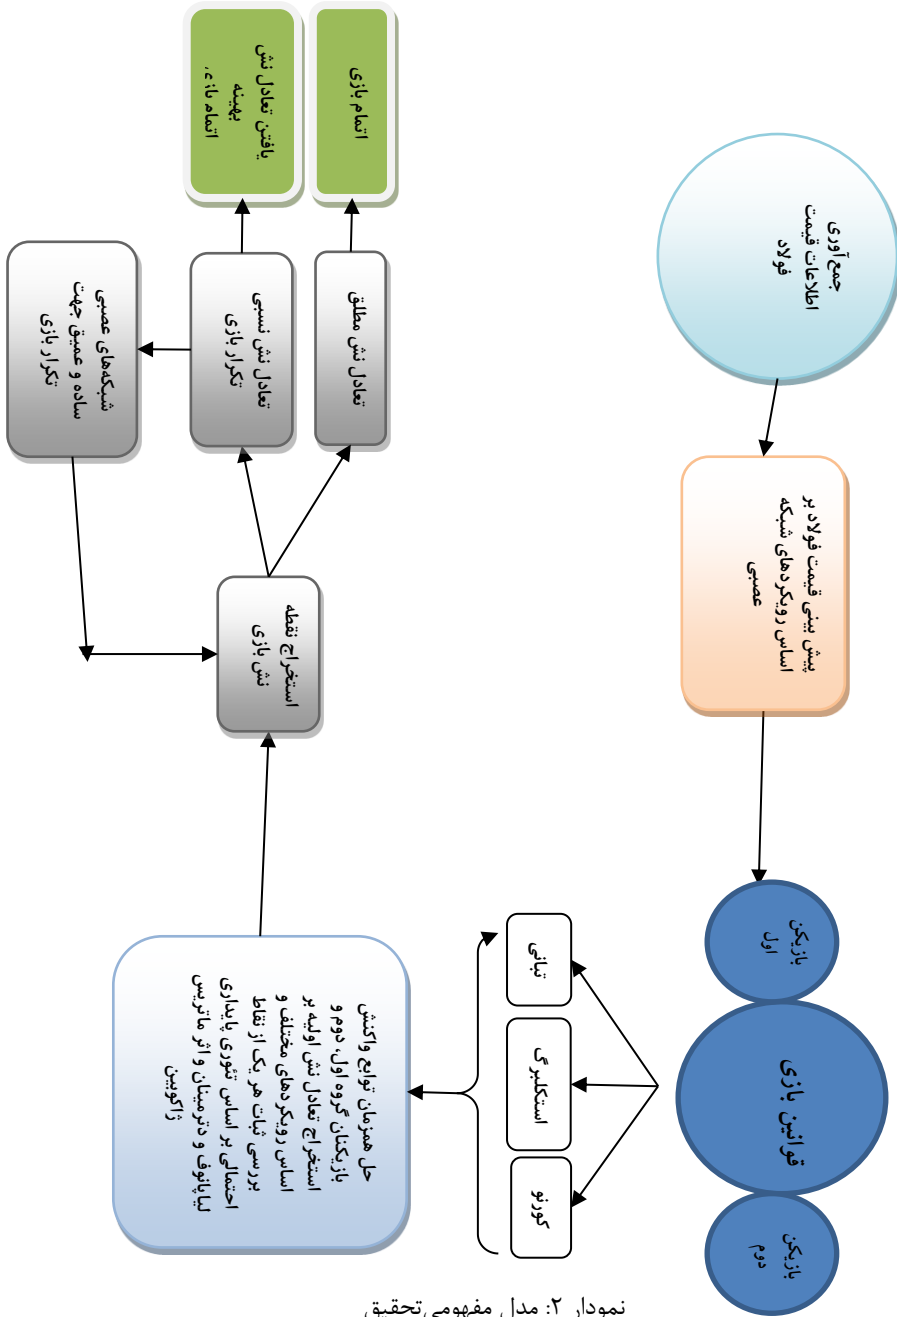 جمع‌آوری
اطلاعات قیمت
فولاد
پیش بینی قیمت فولاد بر
اساس رویکردهای شبکه
عصبی
بازیکن
اول
قوانین بازی
بازیکن
دوم
تبانی
استکلبرگ
کورنو
حل همزمان توابع واکنش
بازیکنان گروه اول، دوم و
استخراج تعادل نش اولیه بر
اساس رویکردهای مختلف و
بررسی ثبات هر یک از نقاط
احتمالی بر اساس تئوری پایداری
لیاپانوف و دترمینان و اثر ماتریس
ژاکوبین
استخراج نقطه
نش بازی
تعادل نش مطلق
تعادل نش نسبی
تکرار بازی
شبکه‌های عصبی
ساده و عمیق جهت
تکرار بازی
اتمام بازی
یافتن تعادل نش
بهینه
اتمام بازی
نمودار ۲: مدل مفهومی‌تحقیق